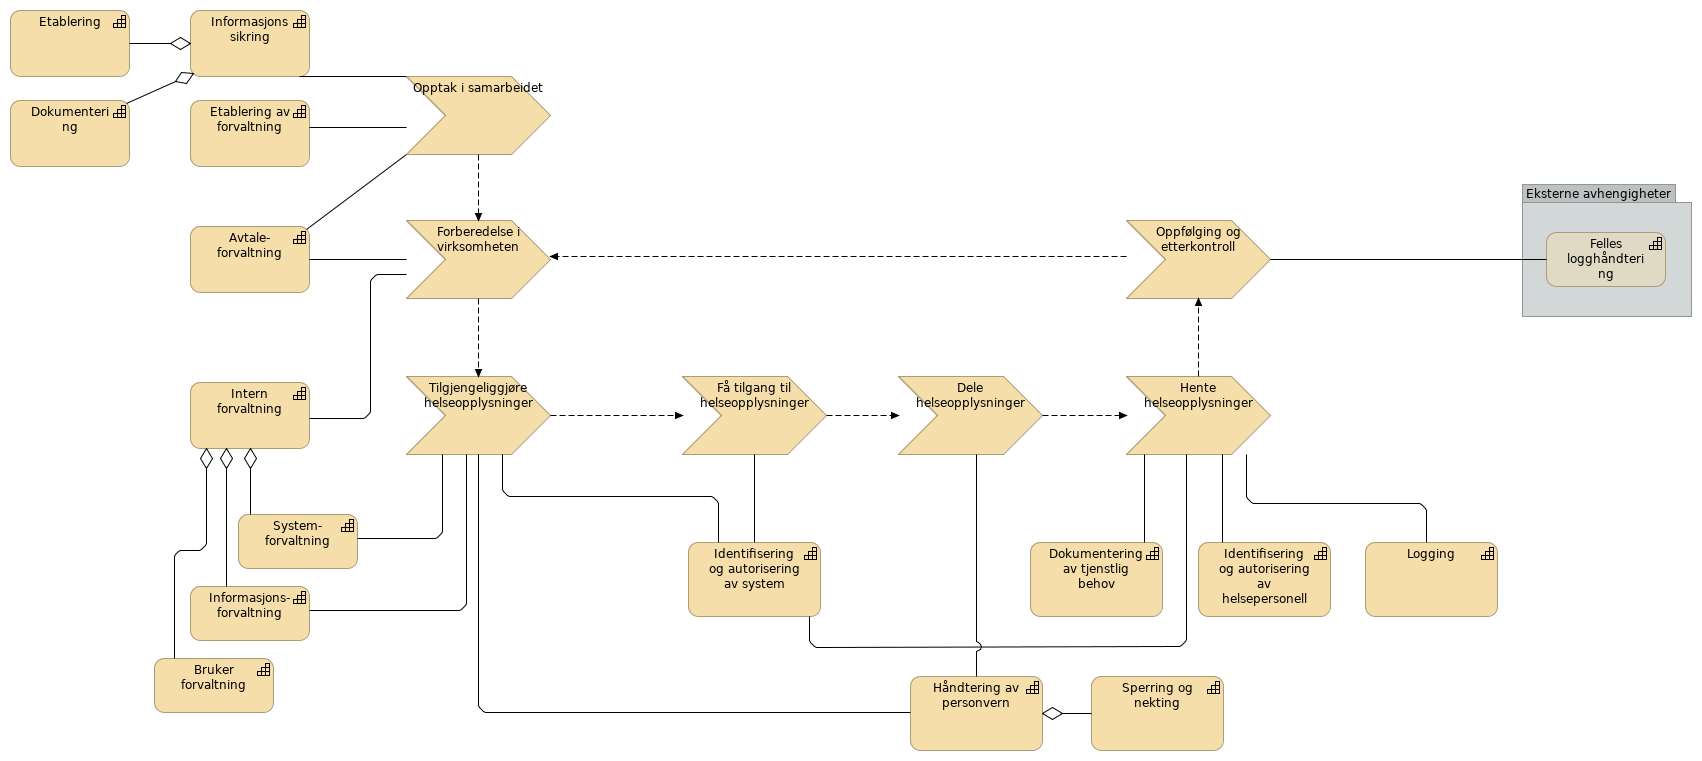 Etablering
Informasjons
sikring
Dokumenteri
ng
Etablering av
forvaltning
Opptak i samarbeidet
Avtale-
forvaltning
Forberedelse i
virksomheten
Oppfølging og
etterkontroll
Eksterne avhengigheter
Felles
logghåndteri
ng
Intern
forvaltning
Tilgjengeliggjøre
helseopplysninger
Få tilgang til
helseopplysninger
Dele
helseopplysninger
Hente
helseopplysninger
System-
forvaltning
Informasjons-
forvaltning
Bruker
forvaltning
Identifisering
og autorisering
av system
Dokumentering
av tjenstlig
behov
Identifisering
og autorisering
av
helsepersonell
Logging
Håndtering av
personvern
Sperring og
nekting